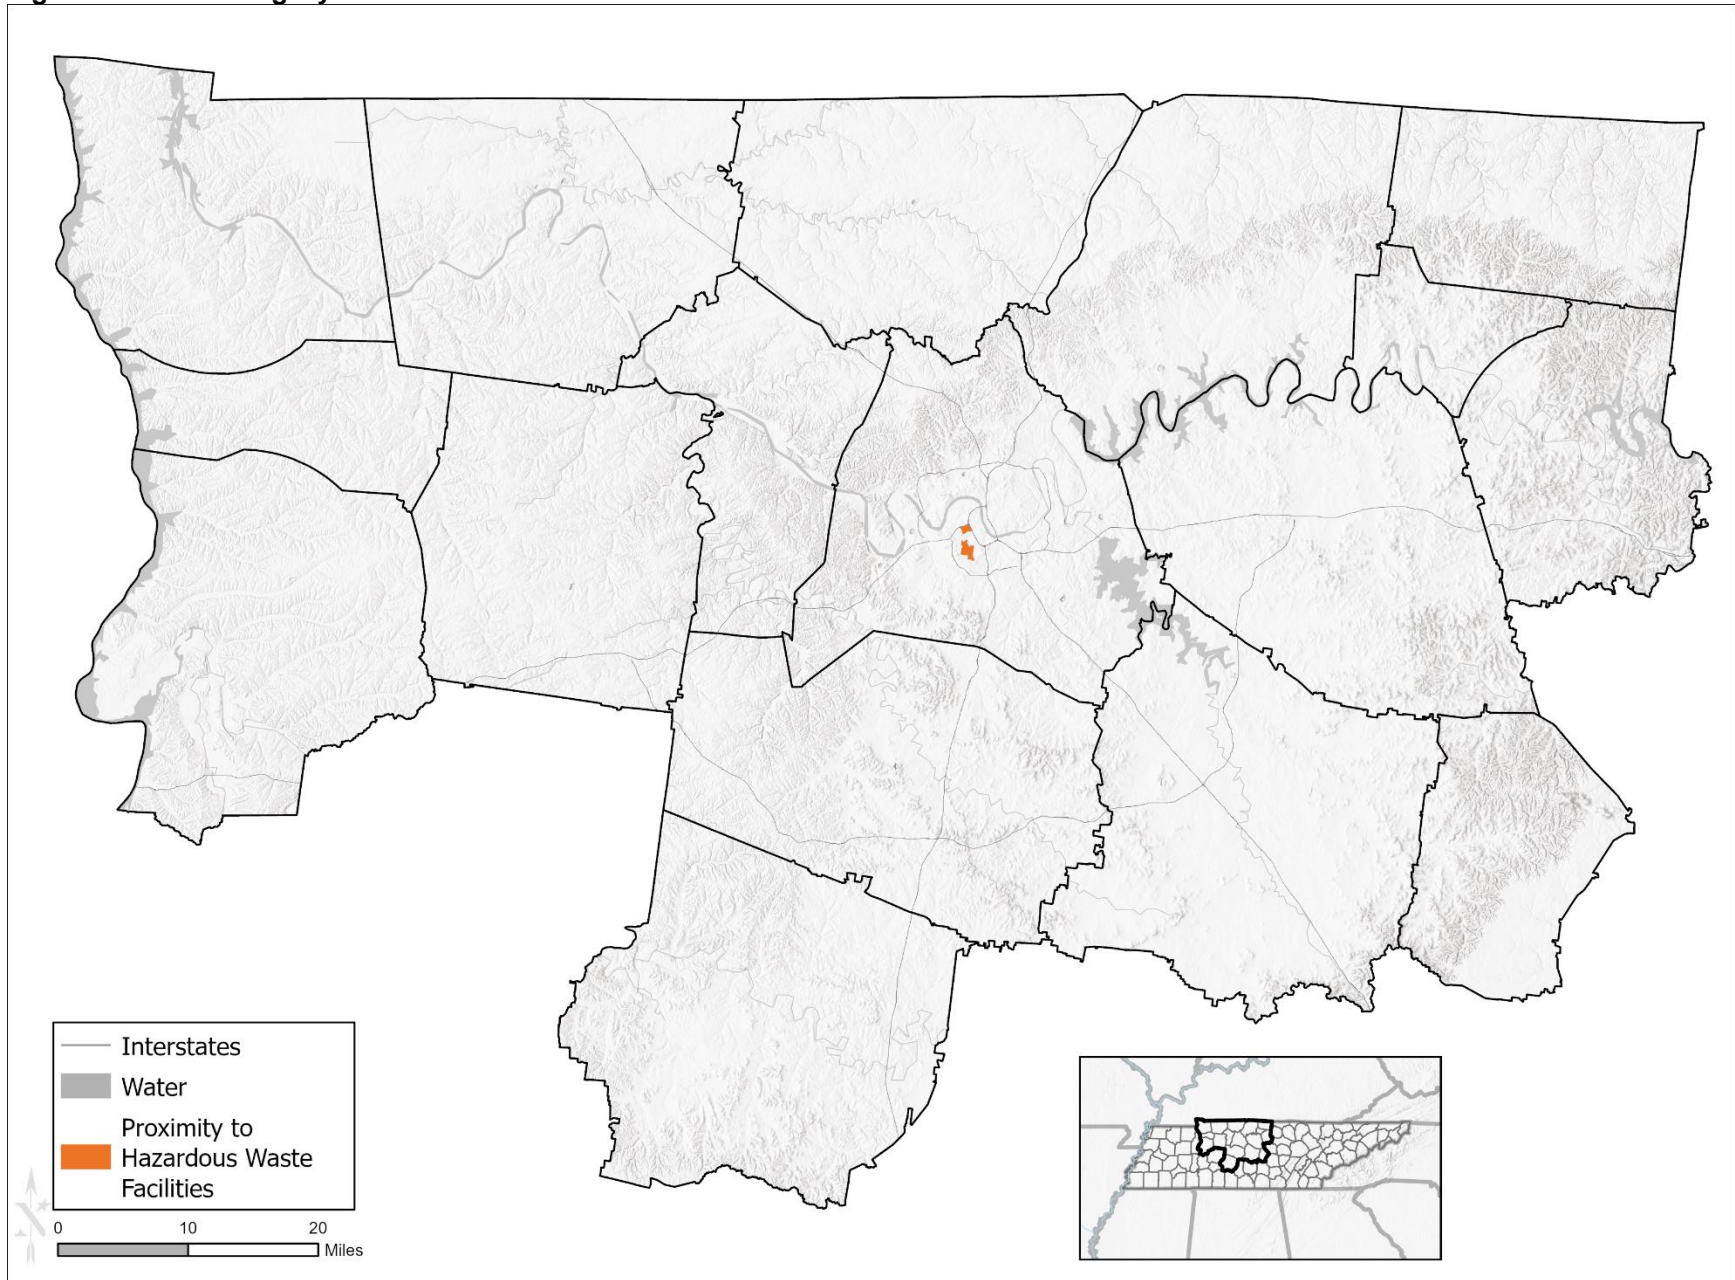 Interstates
Water
Proximity to
Hazardous Waste
Facilities
0 10 20
Miles